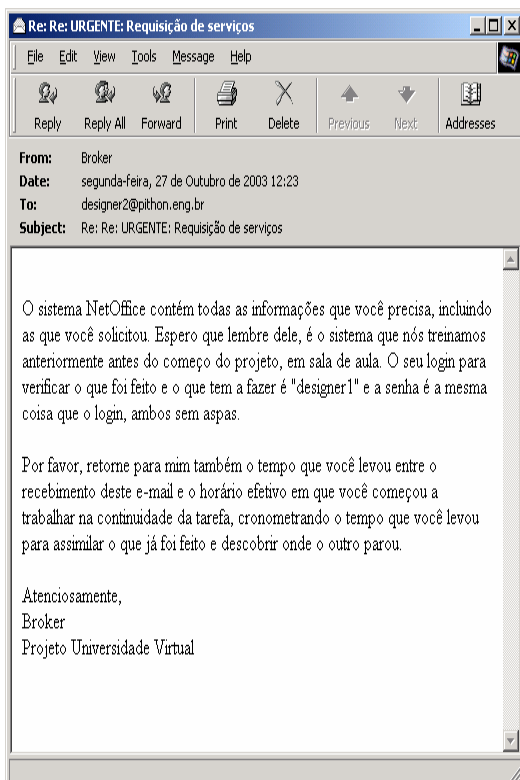 Re: Re: URGENTE: Requisição de serviços
File Edit View Tools Message Help
Reply Reply All Forward Print Delete Previous Next Addresses
From: Broker
Date: segunda-feira, 27 de Outubro de 2003 12:23
To: designer2@pithon.eng.br
Subject: Re: Re: URGENTE: Requisição de serviços
O sistema NetOffice contém todas as informações que você precisa, incluindo
as que você solicitou. Espero que lembre dele, é o sistema que nós treinamos
anteriormente antes do começo do projeto, em sala de aula. O seu login para
verificar o que foi feito e o que tem a fazer é "designer1" e a senha é a mesma
coisa que o login, ambos sem aspas.
Por favor, retorne para mim também o tempo que você levou entre o
recebimento deste e-mail e o horário efetivo em que você começou a
trabalhar na continuidade da tarefa, cronometrando o tempo que você levou
para assimilar o que já foi feito e descobrir onde o outro parou.
Atenciosamente,
Broker
Projeto Universidade Virtual